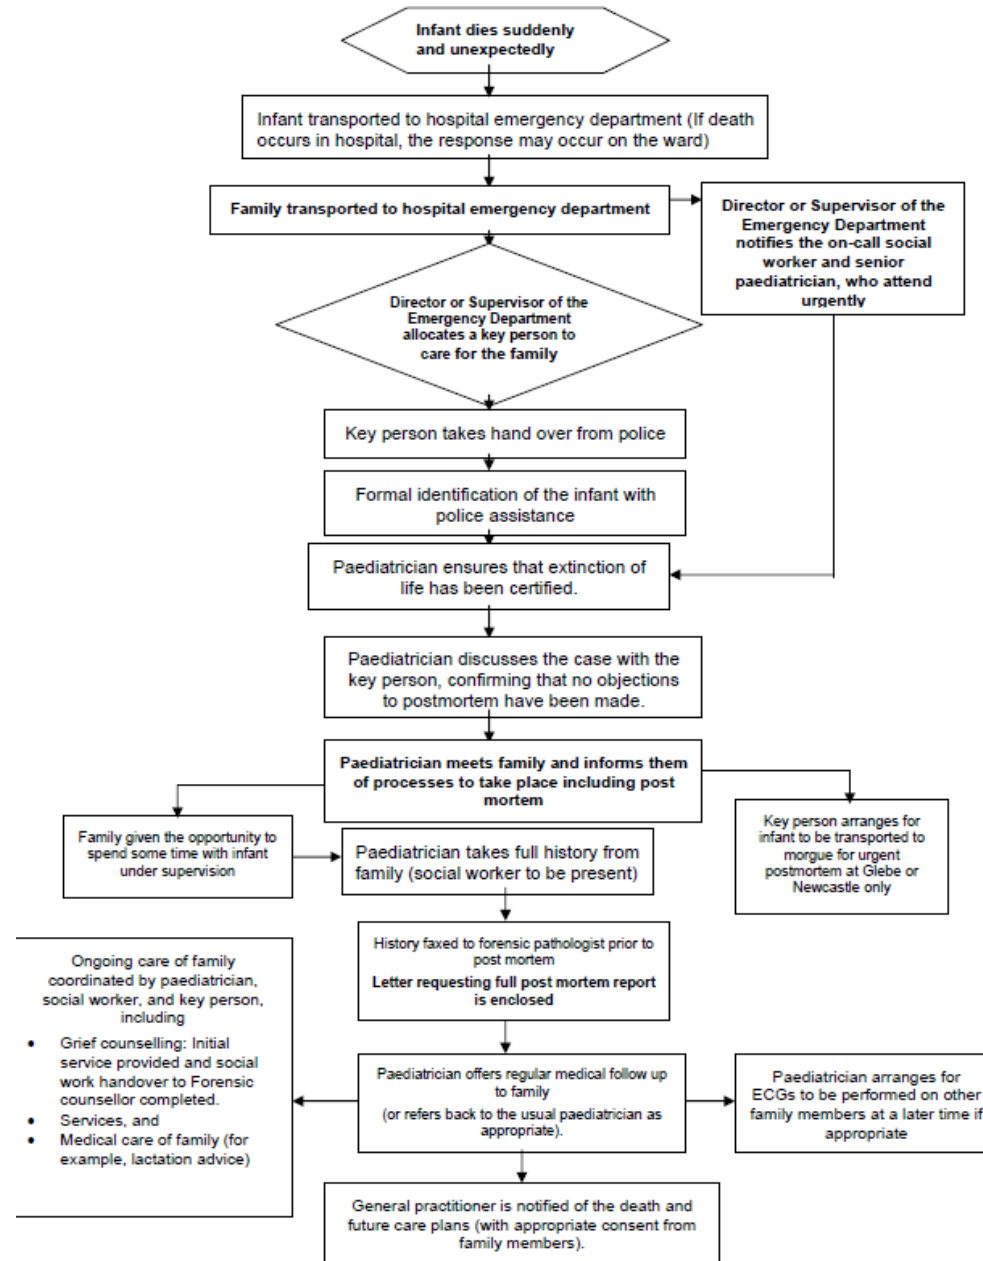 Infant dies suddenly
and unexpectedly
Infant transported to hospital emergency department (If death
occurs in hospital, the response may occur on the ward)
Family transported to hospital emergency department
Director or Supervisor of the
Emergency Department
notifies the on-call social
worker and senior
paediatrician, who attend
urgently
Director or Supervisor of the
Emergency Department
allocates a key person to
care for the family
Key person takes hand over from police
Formal identification of the infant with
police assistance
Paediatrician ensures that extinction of
life has been certified.
Paediatrician discusses the case with the
key person, confirming that no objections
to postmortem have been made.
Paediatrician meets family and informs them
of processes to take place including post
mortem
Family given the opportunity to
spend some time with infant
under supervision
Paediatrician takes full history from
family (social worker to be present)
Key person arranges for
infant to be transported to
morgue for urgent
postmortem at Glebe or
Newcastle only
History faxed to forensic pathologist prior to
post mortem
Letter requesting full post mortem report
is enclosed
Ongoing care of family
coordinated by paediatrician,
social worker, and key person,
including
• Grief counselling: Initial
service provided and social
work handover to Forensic
counsellor completed.
• Services, and
• Medical care of family (for
example, lactation advice)
Paediatrician offers regular medical follow up
to family
(or refers back to the usual paediatrician as
appropriate).
Paediatrician arranges for
ECGs to be performed on other
family members at a later time if
appropriate
General practitioner is notified of the death and
future care plans (with appropriate consent from
family members).